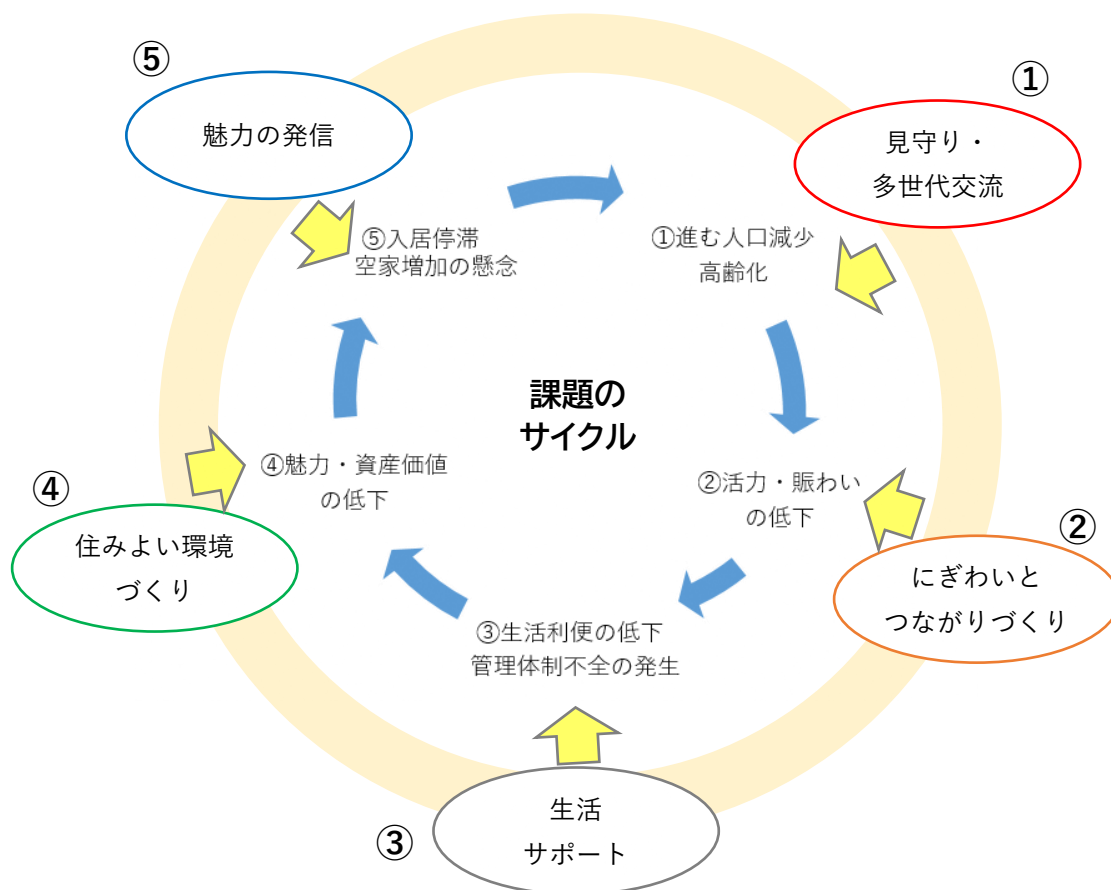 ⑤
魅力の発信
①
見守り・
多世代交流
⑤入居停滞
空家増加の懸念
①進む人口減少
高齢化
課題の
サイクル
④魅力・資産価値
の低下
②活力・賑わい
の低下
④
住みよい環境
づくり
②
にぎわいと
つながりづくり
③生活利便の低下
管理体制不全の発生
③
生活
サポート